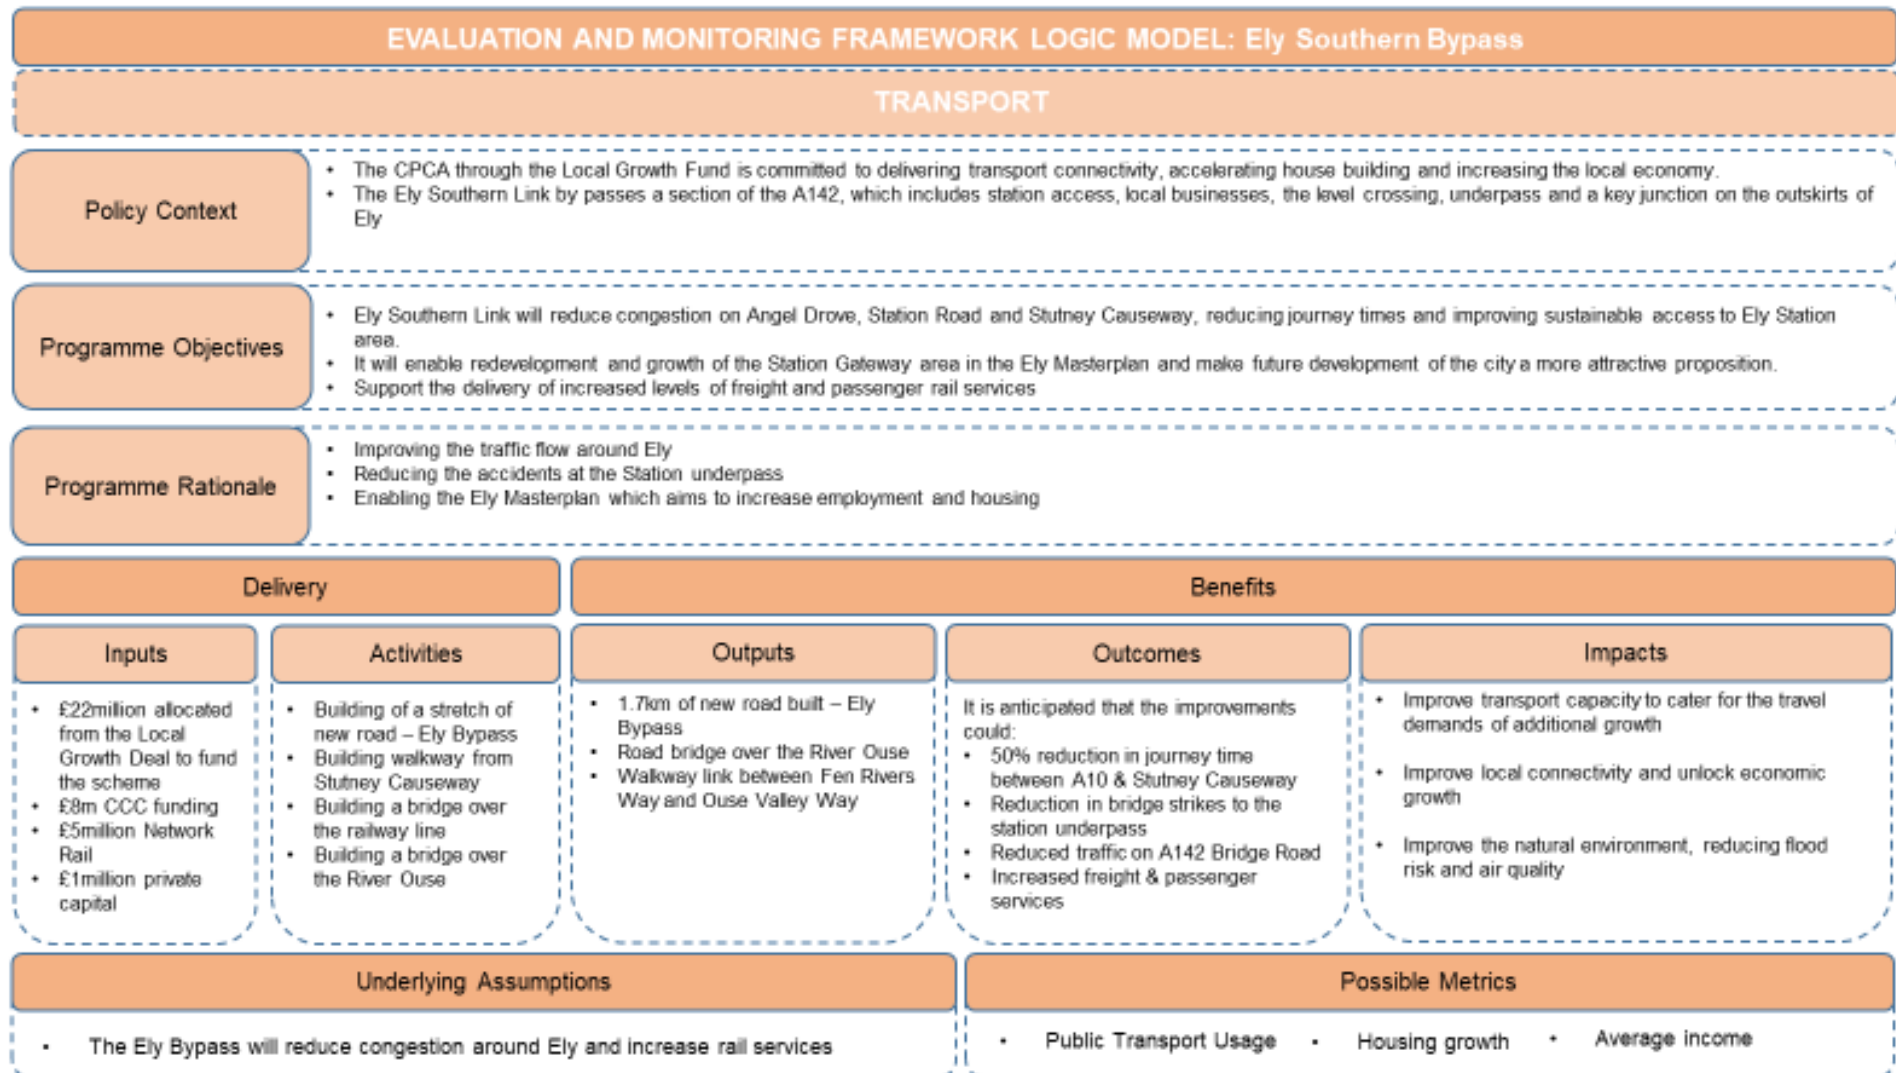 EVALUATION AND MONITORING FRAMEWORK LOGIC MODEL: Ely Southern Bypass
TRANSPORT
Policy Context
• The CPCA through the Local Growth Fund is committed to delivering transport connectivity, accelerating house building and increasing the local economy.
• The Ely Southern Link by passes a section of the A142, which includes station access, local businesses, the level crossing, underpass and a key junction on the outskirts of
Ely
Programme Objectives
• Ely Southern Link will reduce congestion on Angel Drove, Station Road and Stutney Causeway, reducing journey times and improving sustainable access to Ely Station
area.
• It will enable redevelopment and growth of the Station Gateway area in the Ely Masterplan and make future development of the city a more attractive proposition.
• Support the delivery of increased levels of freight and passenger rail services
Programme Rationale
• Improving the traffic flow around Ely
• Reducing the accidents at the Station underpass
• Enabling the Ely Masterplan which aims to increase employment and housing
Delivery
Benefits
Inputs
• £22million allocated
from the Local
Growth Deal to fund
the scheme
• £8m CCC funding
• £5million Network
Rail
• £1million private
capital
Activities
• Building of a stretch of
new road – Ely Bypass
• Building walkway from
Stutney Causeway
• Building a bridge over
the railway line
• Building a bridge over
the River Ouse
Outputs
• 1.7km of new road built – Ely
Bypass
• Road bridge over the River Ouse
• Walkway link between Fen Rivers
Way and Ouse Valley Way
Outcomes
It is anticipated that the improvements
could:
• 50% reduction in journey time
between A10 & Stutney Causeway
• Reduction in bridge strikes to the
station underpass
• Reduced traffic on A142 Bridge Road
• Increased freight & passenger
services
Impacts
• Improve transport capacity to cater for the travel
demands of additional growth
• Improve local connectivity and unlock economic
growth
• Improve the natural environment, reducing flood
risk and air quality
Underlying Assumptions
• The Ely Bypass will reduce congestion around Ely and increase rail services
Possible Metrics
• Public Transport Usage • Housing growth • Average income